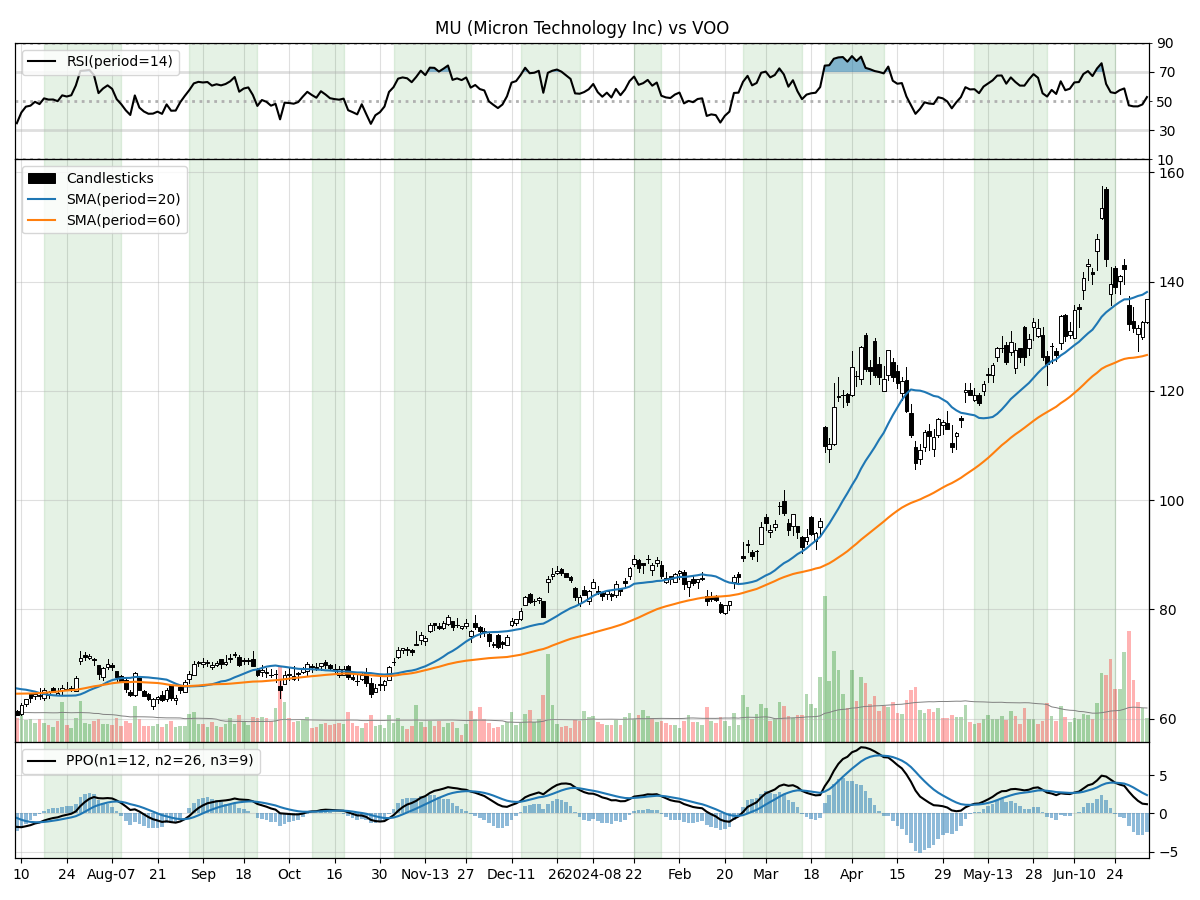 MU (Micron Technology Inc) vs VOO
RSI(period=14)
90
70
50
30
10
Candlesticks
SMA(period=20)
SMA(period=60)
160
140
120
100
80
60
PPO(n1=12, n2=26, n3=9)
5
0
−5
10 24 Aug-07 21 Sep 18 Oct 16 30 Nov-13 27 Dec-11 26 2024-08 22 Feb 20 Mar 18 Apr 15 29 May-13 28 Jun-10 24